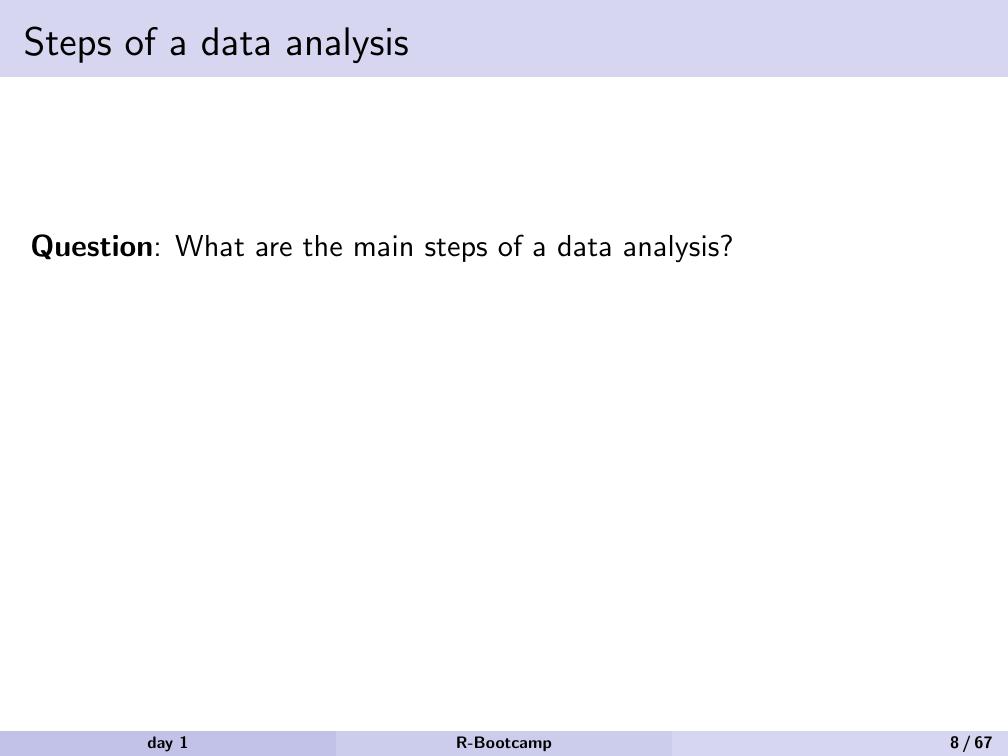 Steps of a data analysis
Question: What are the main steps of a data analysis?
day 1
R-Bootcamp
8 / 67